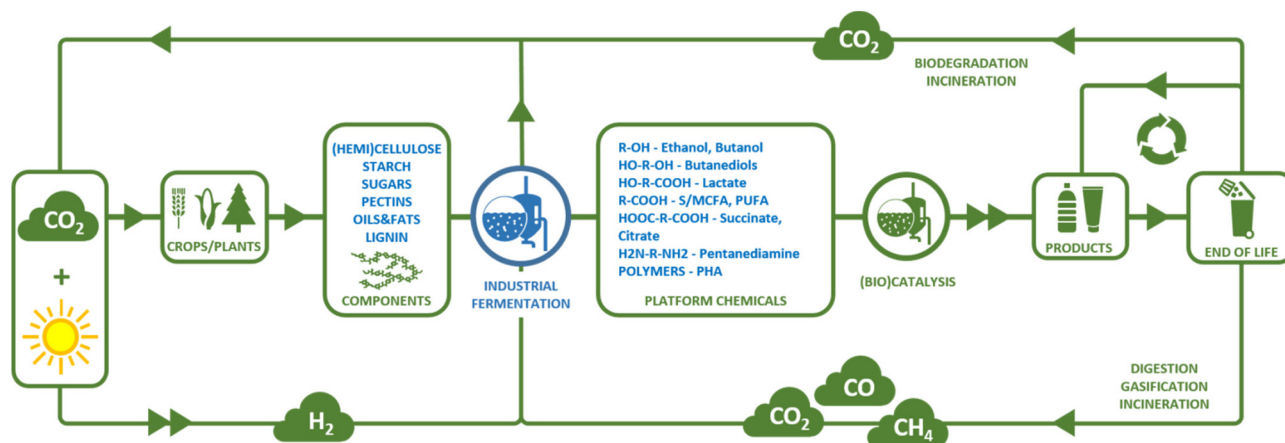 CO2
BIODEGRADATION
INCINERATION
CO2
+
CROPS/PLANTS
(HEMI)CELLULOSE
STARCH
SUGARS
PECTINS
OILS&FATS
LIGNIN
COMPONENTS
INDUSTRIAL
FERMENTATION
R-OH - Ethanol, Butanol
HO-R-OH - Butanediols
HO-R-COOH - Lactate
R-COOH - S/MCFA, PUFA
HOOC-R-COOH - Succinate,
Citrate
H2N-R-NH2 - Pentanediamine
POLYMERS - PHA
PLATFORM CHEMICALS
(BIO)CATALYSIS
PRODUCTS
END OF LIFE
H2
CO2
CO
CH4
DIGESTION
GASIFICATION
INCINERATION